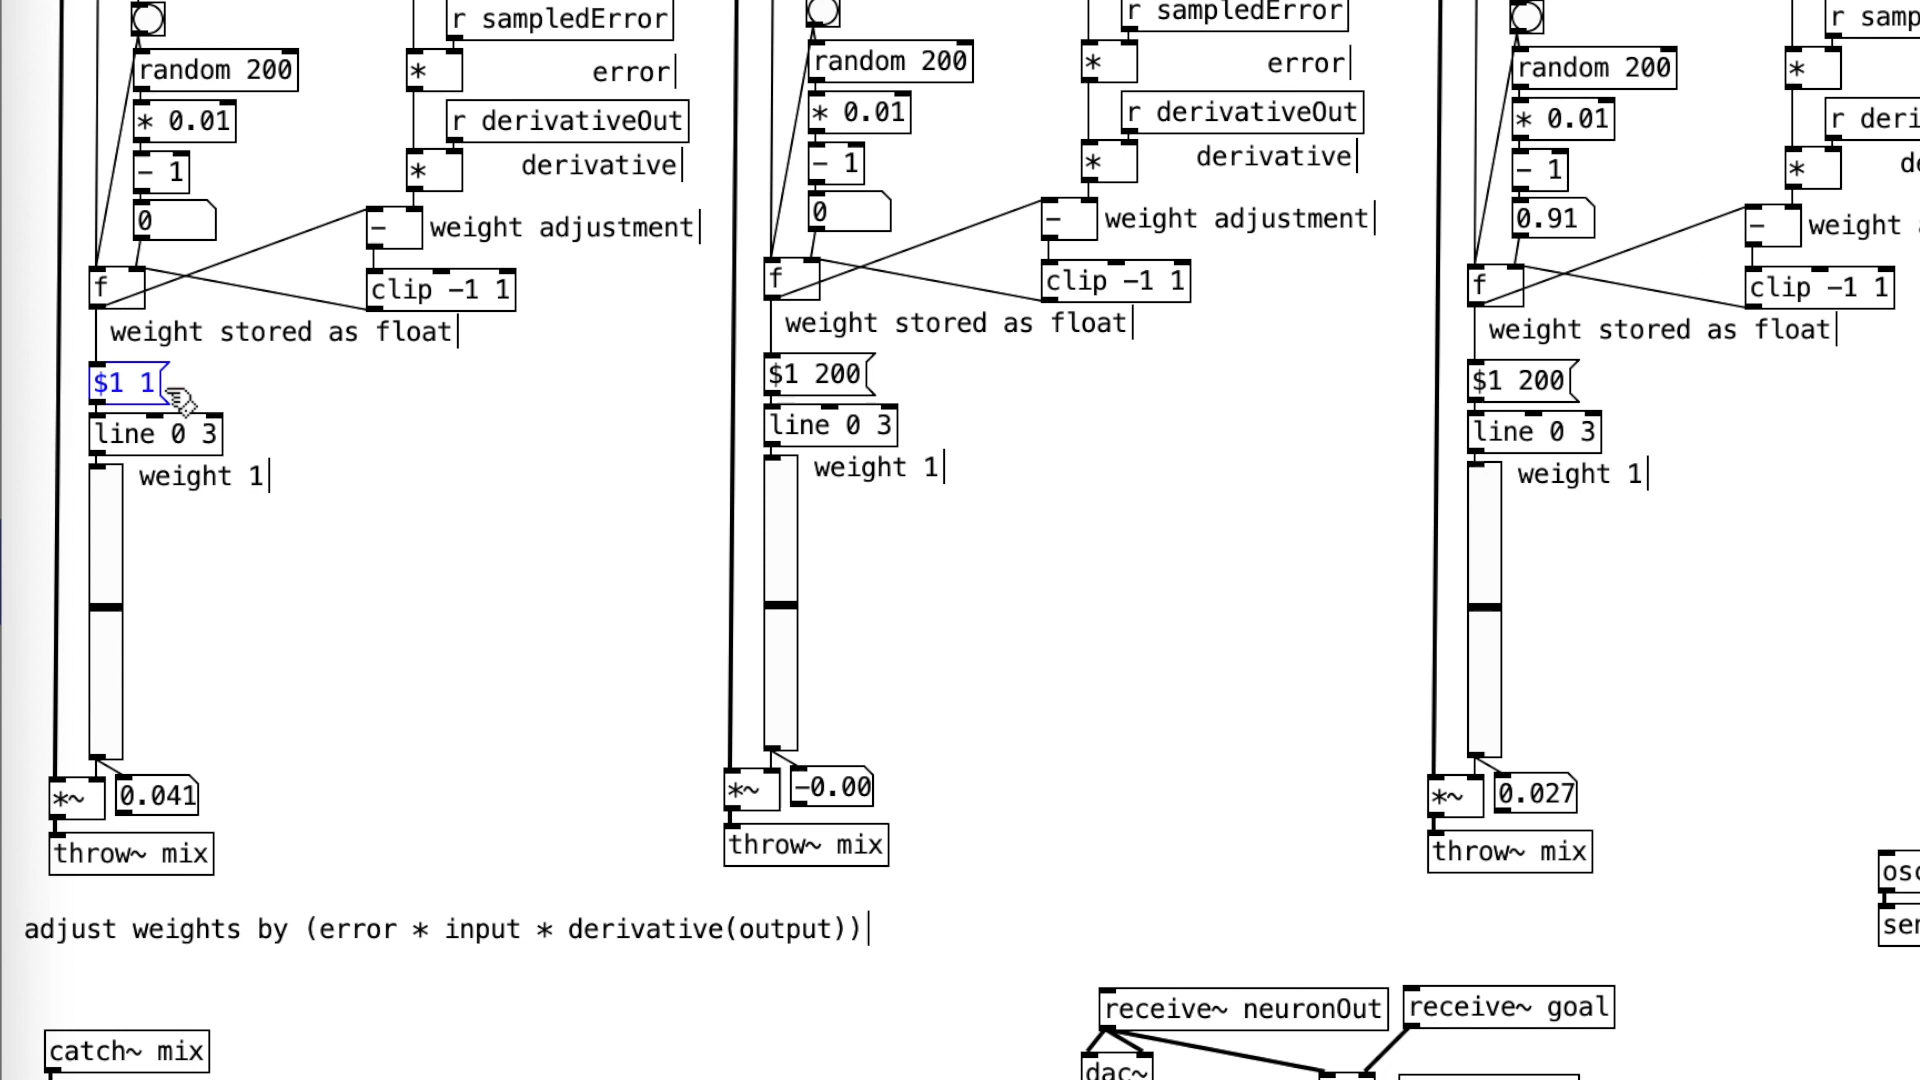 r sampledError
random 200
*
error
* 0.01
r derivativeOut
- 1
*
derivative
0
-
weight adjustment
f
clip -1 1
weight stored as float
$1 1
line 0 3
weight 1
*~
0.041
throw~ mix
r sampledError
random 200
*
error
* 0.01
r derivativeOut
- 1
*
derivative
0
-
weight adjustment
f
clip -1 1
weight stored as float
$1 200
line 0 3
weight 1
*~
-0.00
throw~ mix
r samp
random 200
*
* 0.01
r deri
- 1
*
0.91
-
weight
f
clip -1 1
weight stored as float
$1 200
line 0 3
weight 1
*~
0.027
throw~ mix
osc
adjust weights by (error * input * derivative(output))
receive~ neuronOut
receive~ goal
catch~ mix
dac~